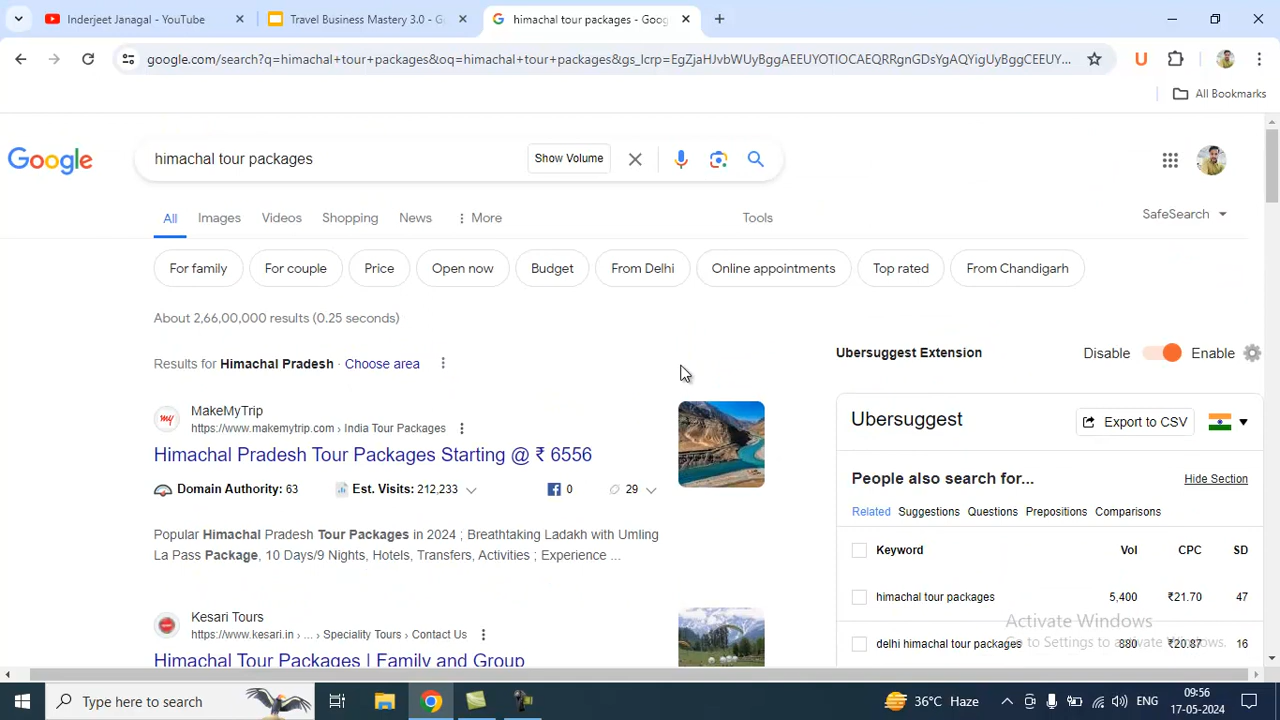 Inderjeet Janagal - YouTube
Travel Business Mastery 3.0 - G
himachal tour packages - Goog
google.com/search?q=himachal+tour+packages&oq=himachal+tour+packages&gs_lcrp=EgZjaHJvbWUyBggAEEUYOTIOCAEQRRgnGDsYgAQYigUyBggCEEUY...
All Bookmarks
Google
himachal tour packages
Show Volume
All
Images
Videos
Shopping
News
More
Tools
SafeSearch
For family
For couple
Price
Open now
Budget
From Delhi
Online appointments
Top rated
From Chandigarh
About 2,66,00,000 results (0.25 seconds)
Results for Himachal Pradesh · Choose area
Ubersuggest Extension
Disable
Enable
my
MakeMyTrip
https://www.makemytrip.com › India Tour Packages
Himachal Pradesh Tour Packages Starting @ ₹ 6556
Domain Authority: 63
Est. Visits: 212,233
0
29
Popular Himachal Pradesh Tour Packages in 2024 ; Breathtaking Ladakh with Umling
La Pass Package, 10 Days/9 Nights, Hotels, Transfers, Activities ; Experience ...
Kesari Tours
https://www.kesari.in › ... › Speciality Tours › Contact Us
Himachal Tour Packages | Family and Group
Ubersuggest
Export to CSV
People also search for...
Hide Section
Related
Suggestions
Questions
Prepositions
Comparisons
Keyword
Vol
CPC
SD
himachal tour packages
5,400
₹21.70
47
delhi himachal tour packages
880
₹20.87
16
Activate Windows
Go to Settings to activate Windows.
Type here to search
36°C Haze
ENG
09:56
17-05-2024